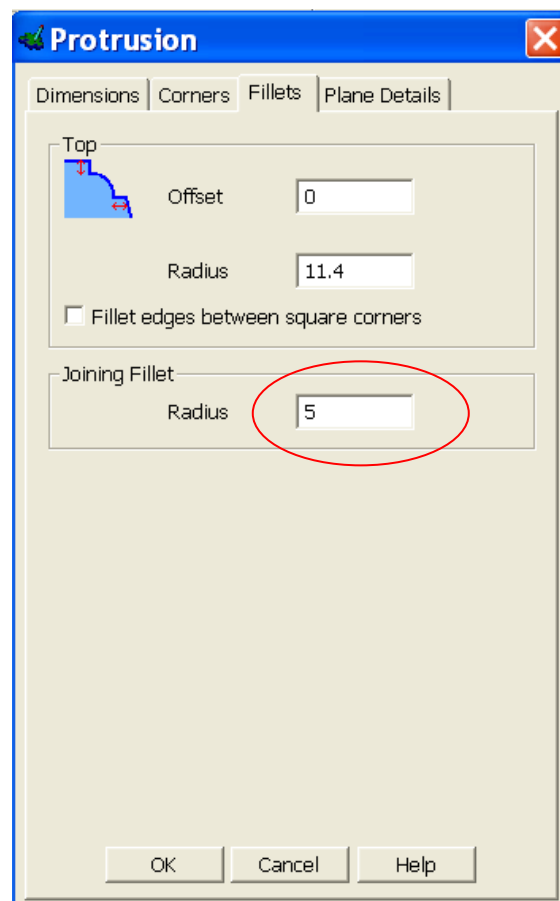 Protrusion
Dimensions Corners Fillets Plane Details
Top
Offset 0
Radius 11.4
Fillet edges between square corners
Joining Fillet
Radius 5
OK Cancel Help